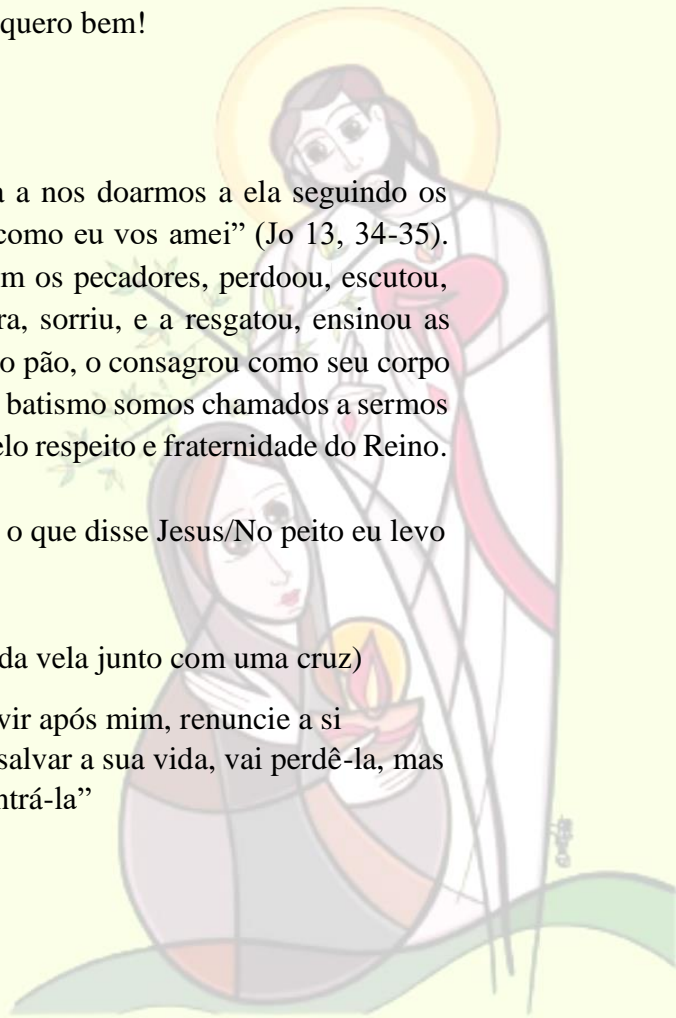 quero bem!
a a nos doarmos a ela seguindo os
como eu vos amei” (Jo 13, 34-35).
m os pecadores, perdoou, escutou,
ra, sorriu, e a resgatou, ensinou as
o pão, o consagrou como seu corpo
batismo somos chamados a sermos
elo respeito e fraternidade do Reino.
o que disse Jesus/No peito eu levo
da vela junto com uma cruz)
vir após mim, renuncie a si
salvar a sua vida, vai perdê-la, mas
ntrá-la”